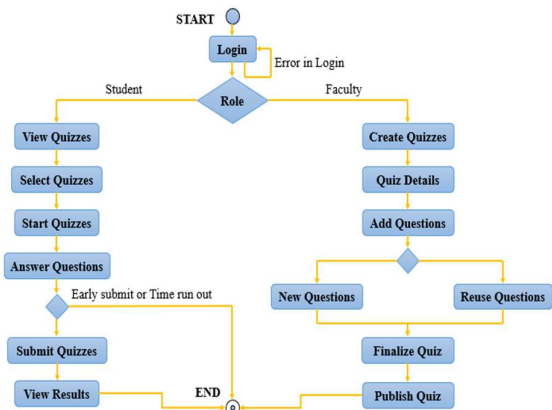 START
Login
Error in Login
Student
Role
Faculty
View Quizzes
Create Quizzes
Select Quizzes
Quiz Details
Start Quizzes
Add Questions
Answer Questions
Early submit or Time run out
New Questions
Reuse Questions
Submit Quizzes
Finalize Quiz
View Results
END
Publish Quiz